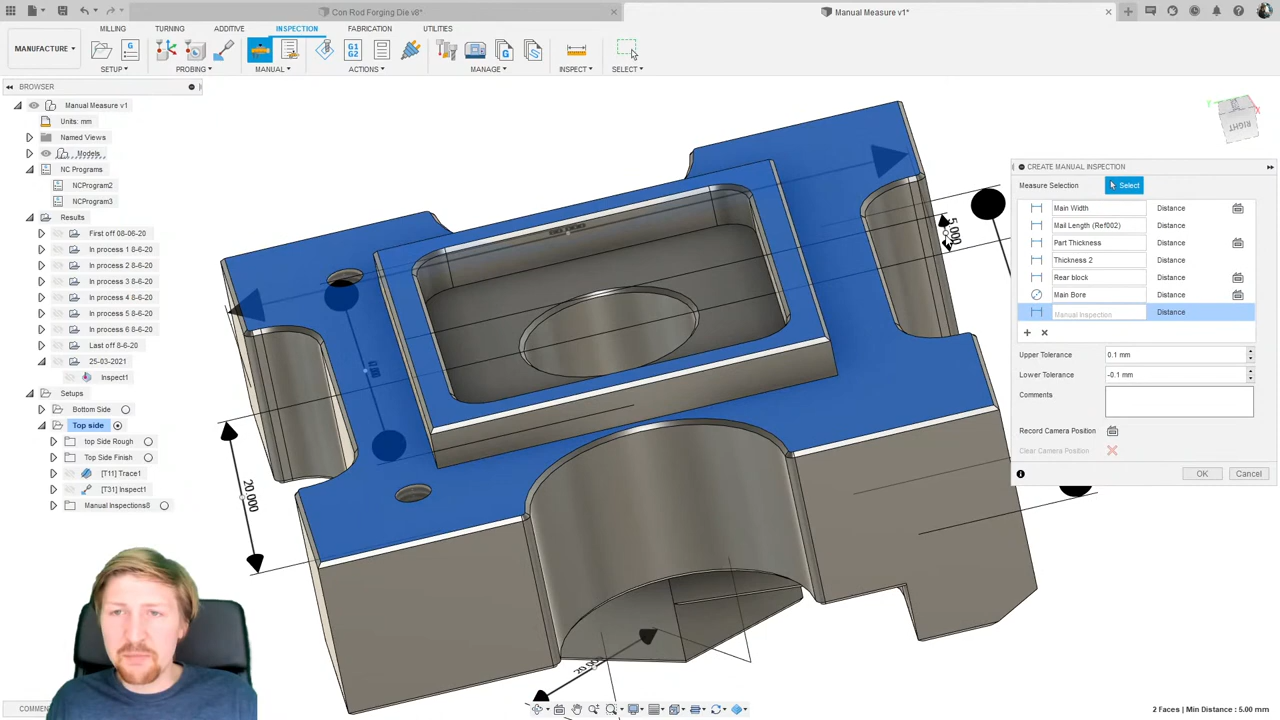 Con Rod Forging Die v8*
Manual Measure v1*
MANUFACTURE
MILLING TURNING ADDITIVE INSPECTION FABRICATION UTILITIES
G1 G2
SETUP PROBING MANUAL ACTIONS MANAGE INSPECT SELECT
BROWSER
Manual Measure v1
Units: mm
Named Views
Models
NC Programs
NCProgram2
NCProgram3
Results
First off 08-06-20
In process 1 8-6-20
In process 2 8-6-20
In process 3 8-6-20
In process 4 8-6-20
In process 5 8-6-20
In process 6 8-6-20
Last off 8-6-20
25-03-2021
Inspect1
Setups
Bottom Side
Top side
top Side Rough
Top Side Finish
[T11] Trace1
[T31] Inspect1
Manual Inspections8
COMMEN
20.000
20.000
5.000
RIGHT
Y
X
CREATE MANUAL INSPECTION
Measure Selection Select
Main Width Distance
Mail Length (Ref002) Distance
Part Thickness Distance
Thickness 2 Distance
Rear block Distance
Main Bore Distance
Manual Inspection Distance
Upper Tolerance 0.1 mm
Lower Tolerance -0.1 mm
Comments
Record Camera Position
Clear Camera Position
OK Cancel
2 Faces | Min Distance : 5.00 mm